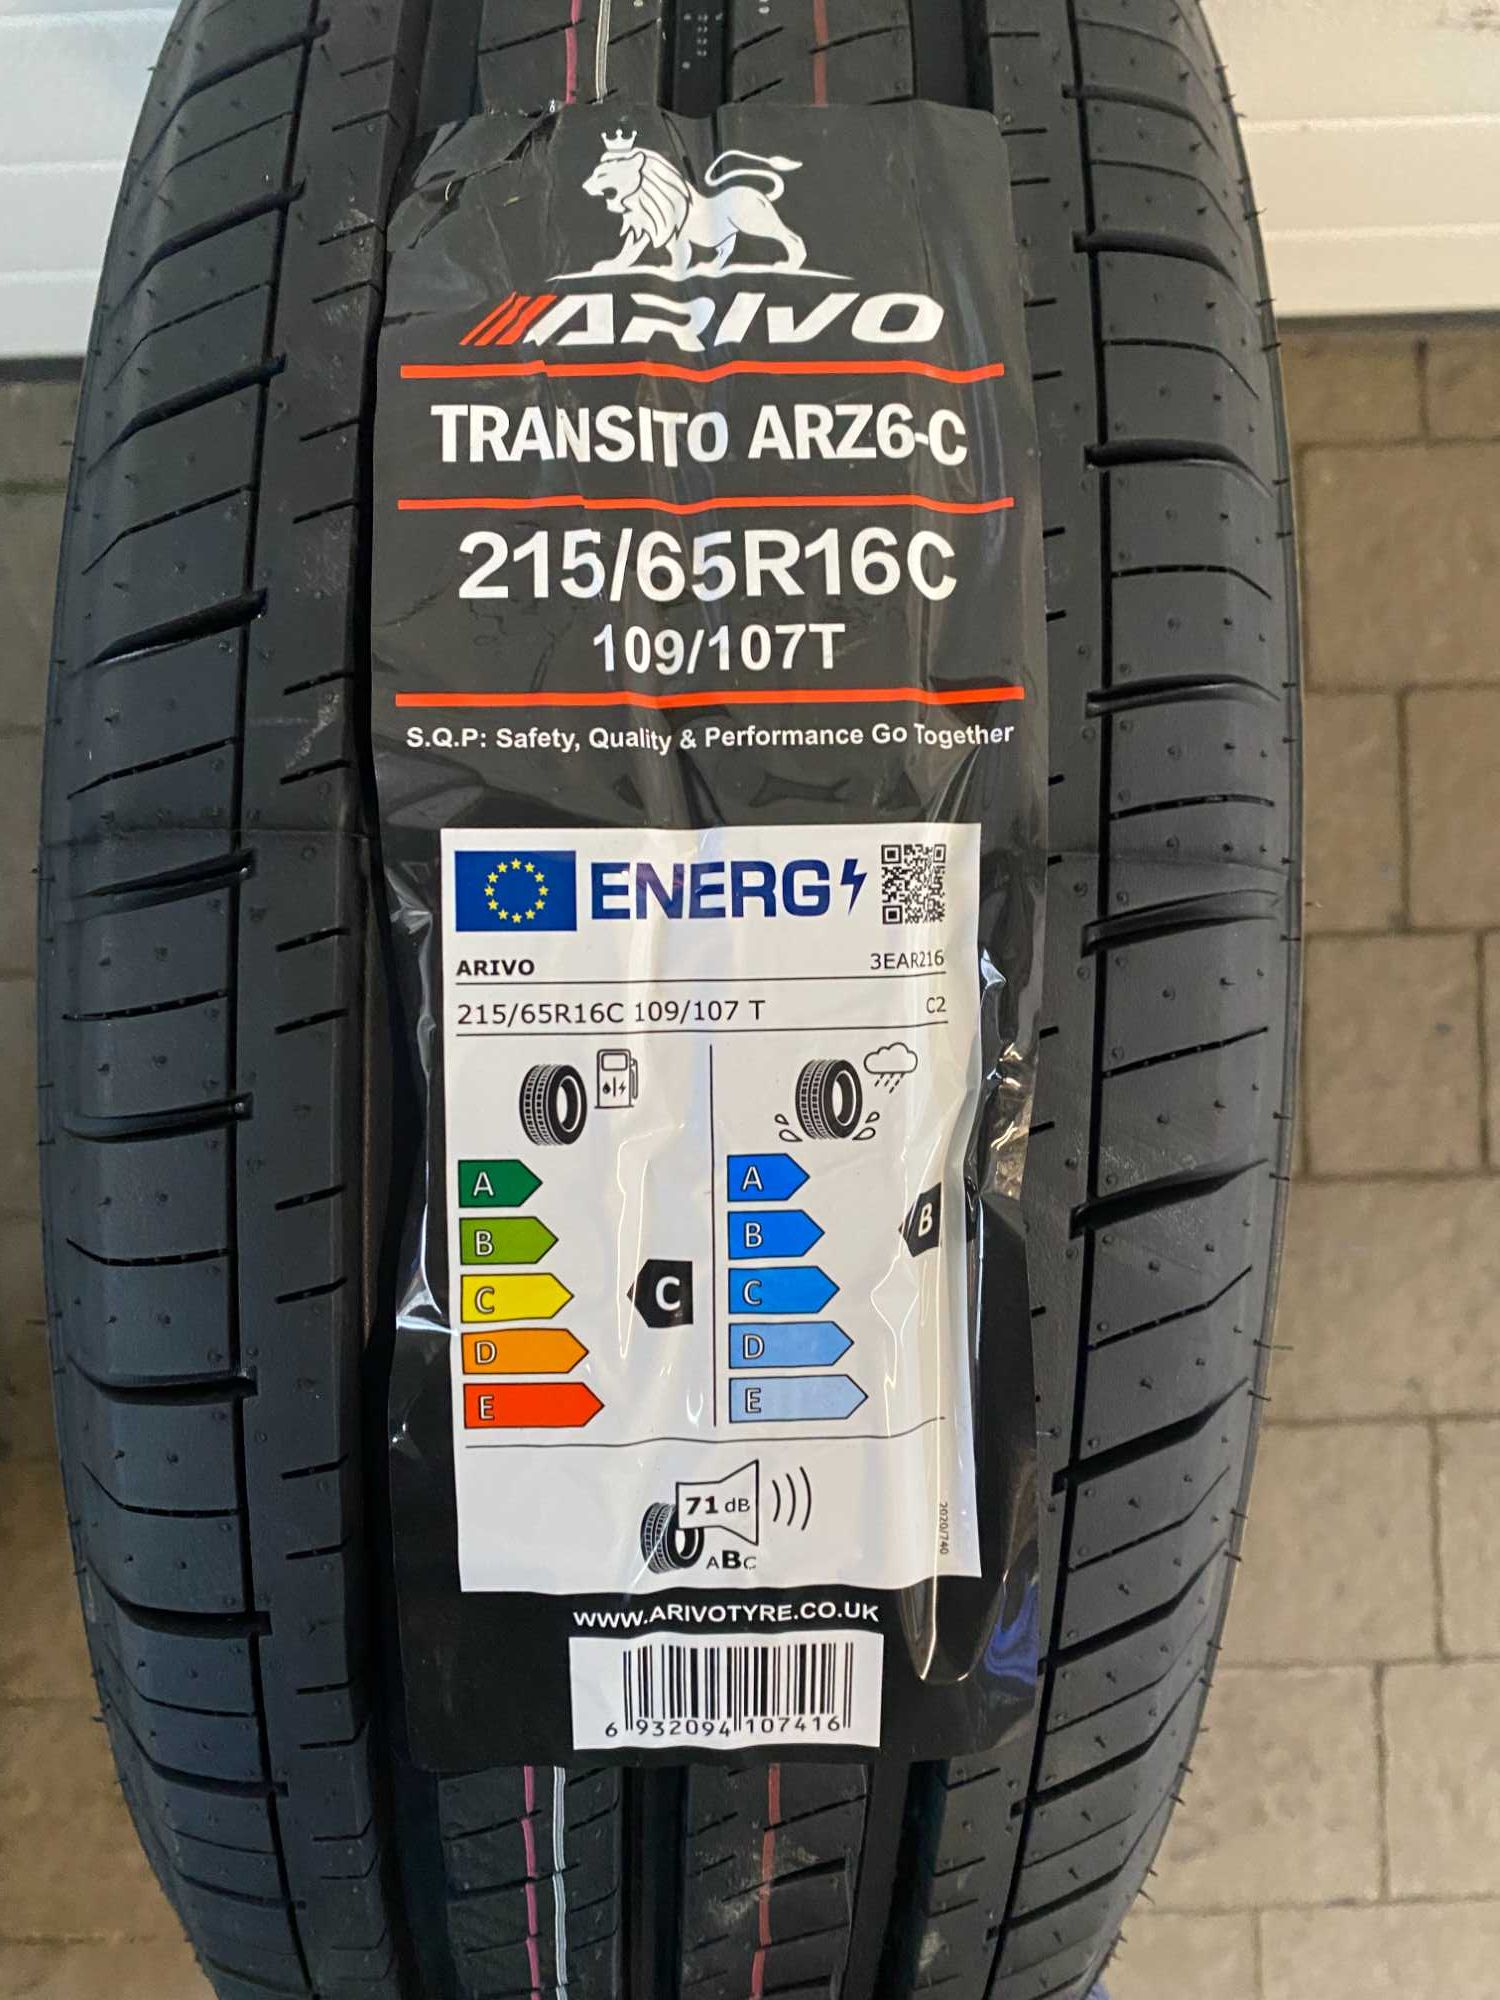 ARIVO
TRANSITO ARZ6-C
215/65R16C
109/107T
S.Q.P: Safety, Quality & Performance Go Together
ENERG
ARIVO 3EAR216
215/65R16C 109/107 T C2
A A
B B B
C C C
D D
E E
71 dB
ABC
2020/740
WWW.ARIVOTYRE.CO.UK
6 932094 107416